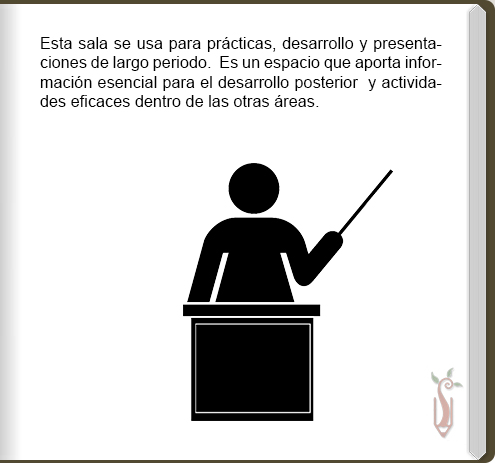 Esta sala se usa para prácticas, desarrollo y presenta-
ciones de largo periodo.  Es un espacio que aporta infor-
mación esencial para el desarrollo posterior  y activida-
des eficaces dentro de las otras áreas.